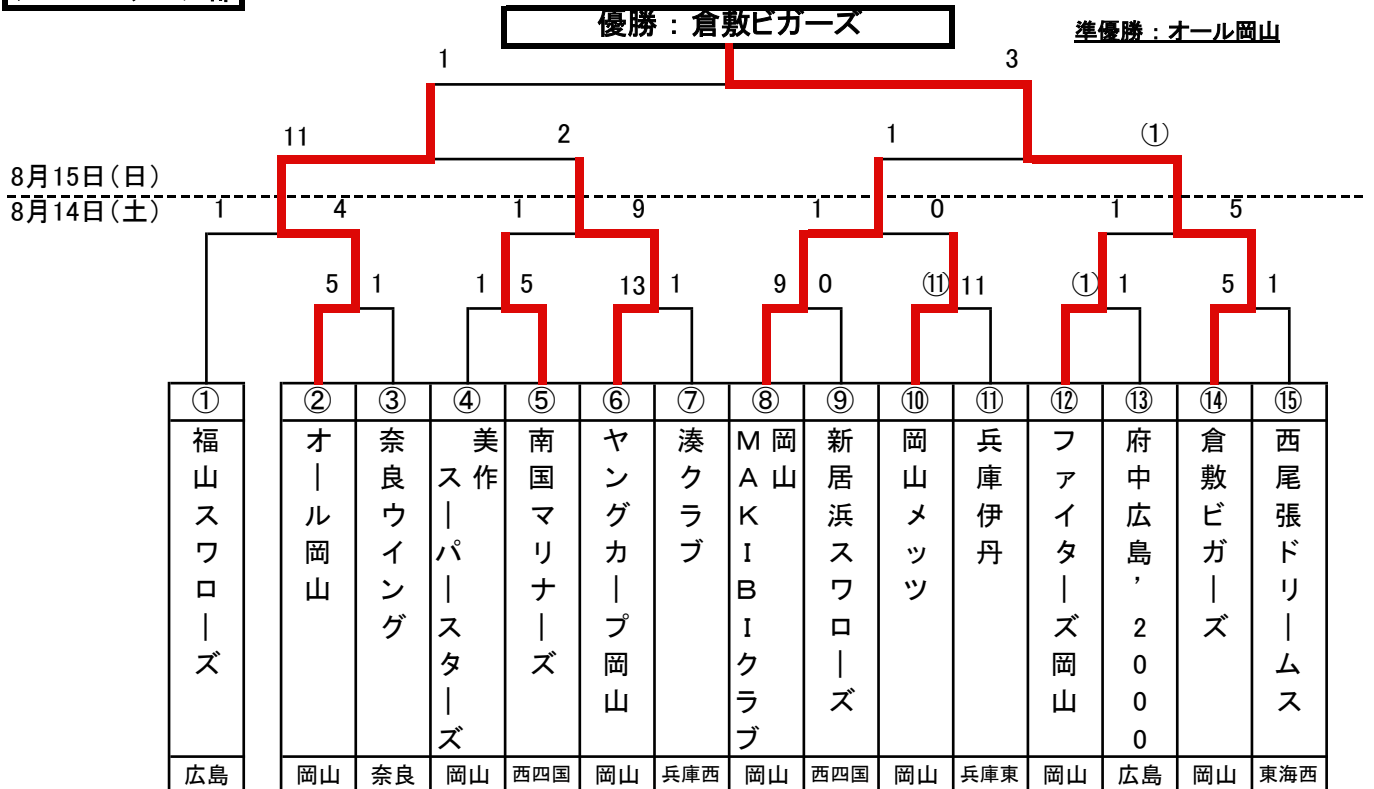 優勝：倉敷ビガーズ
準優勝：オール岡山
1 3
11 2 1 ①
8月15日(日)
8月14日(土)
1 4 1 9 1 0 1 5
5 1 1 5 13 1 9 0 ⑪ 11 ① 1 5 1
① ② ③ ④ ⑤ ⑥ ⑦ ⑧ ⑨ ⑩ ⑪ ⑫ ⑬ ⑭ ⑮
福山スワローズ
オール岡山
奈良ウイング
美作スーパースターズ
南国マリナーズ
ヤングカープ岡山
湊クラブ
岡山MAKIBIクラブ
新居浜スワローズ
岡山メッツ
兵庫伊丹
ファイターズ岡山
府中広島’2000
倉敷ビガーズ
西尾張ドリームス
広島 岡山 奈良 岡山 西四国 岡山 兵庫西 岡山 西四国 岡山 兵庫東 岡山 広島 岡山 東海西